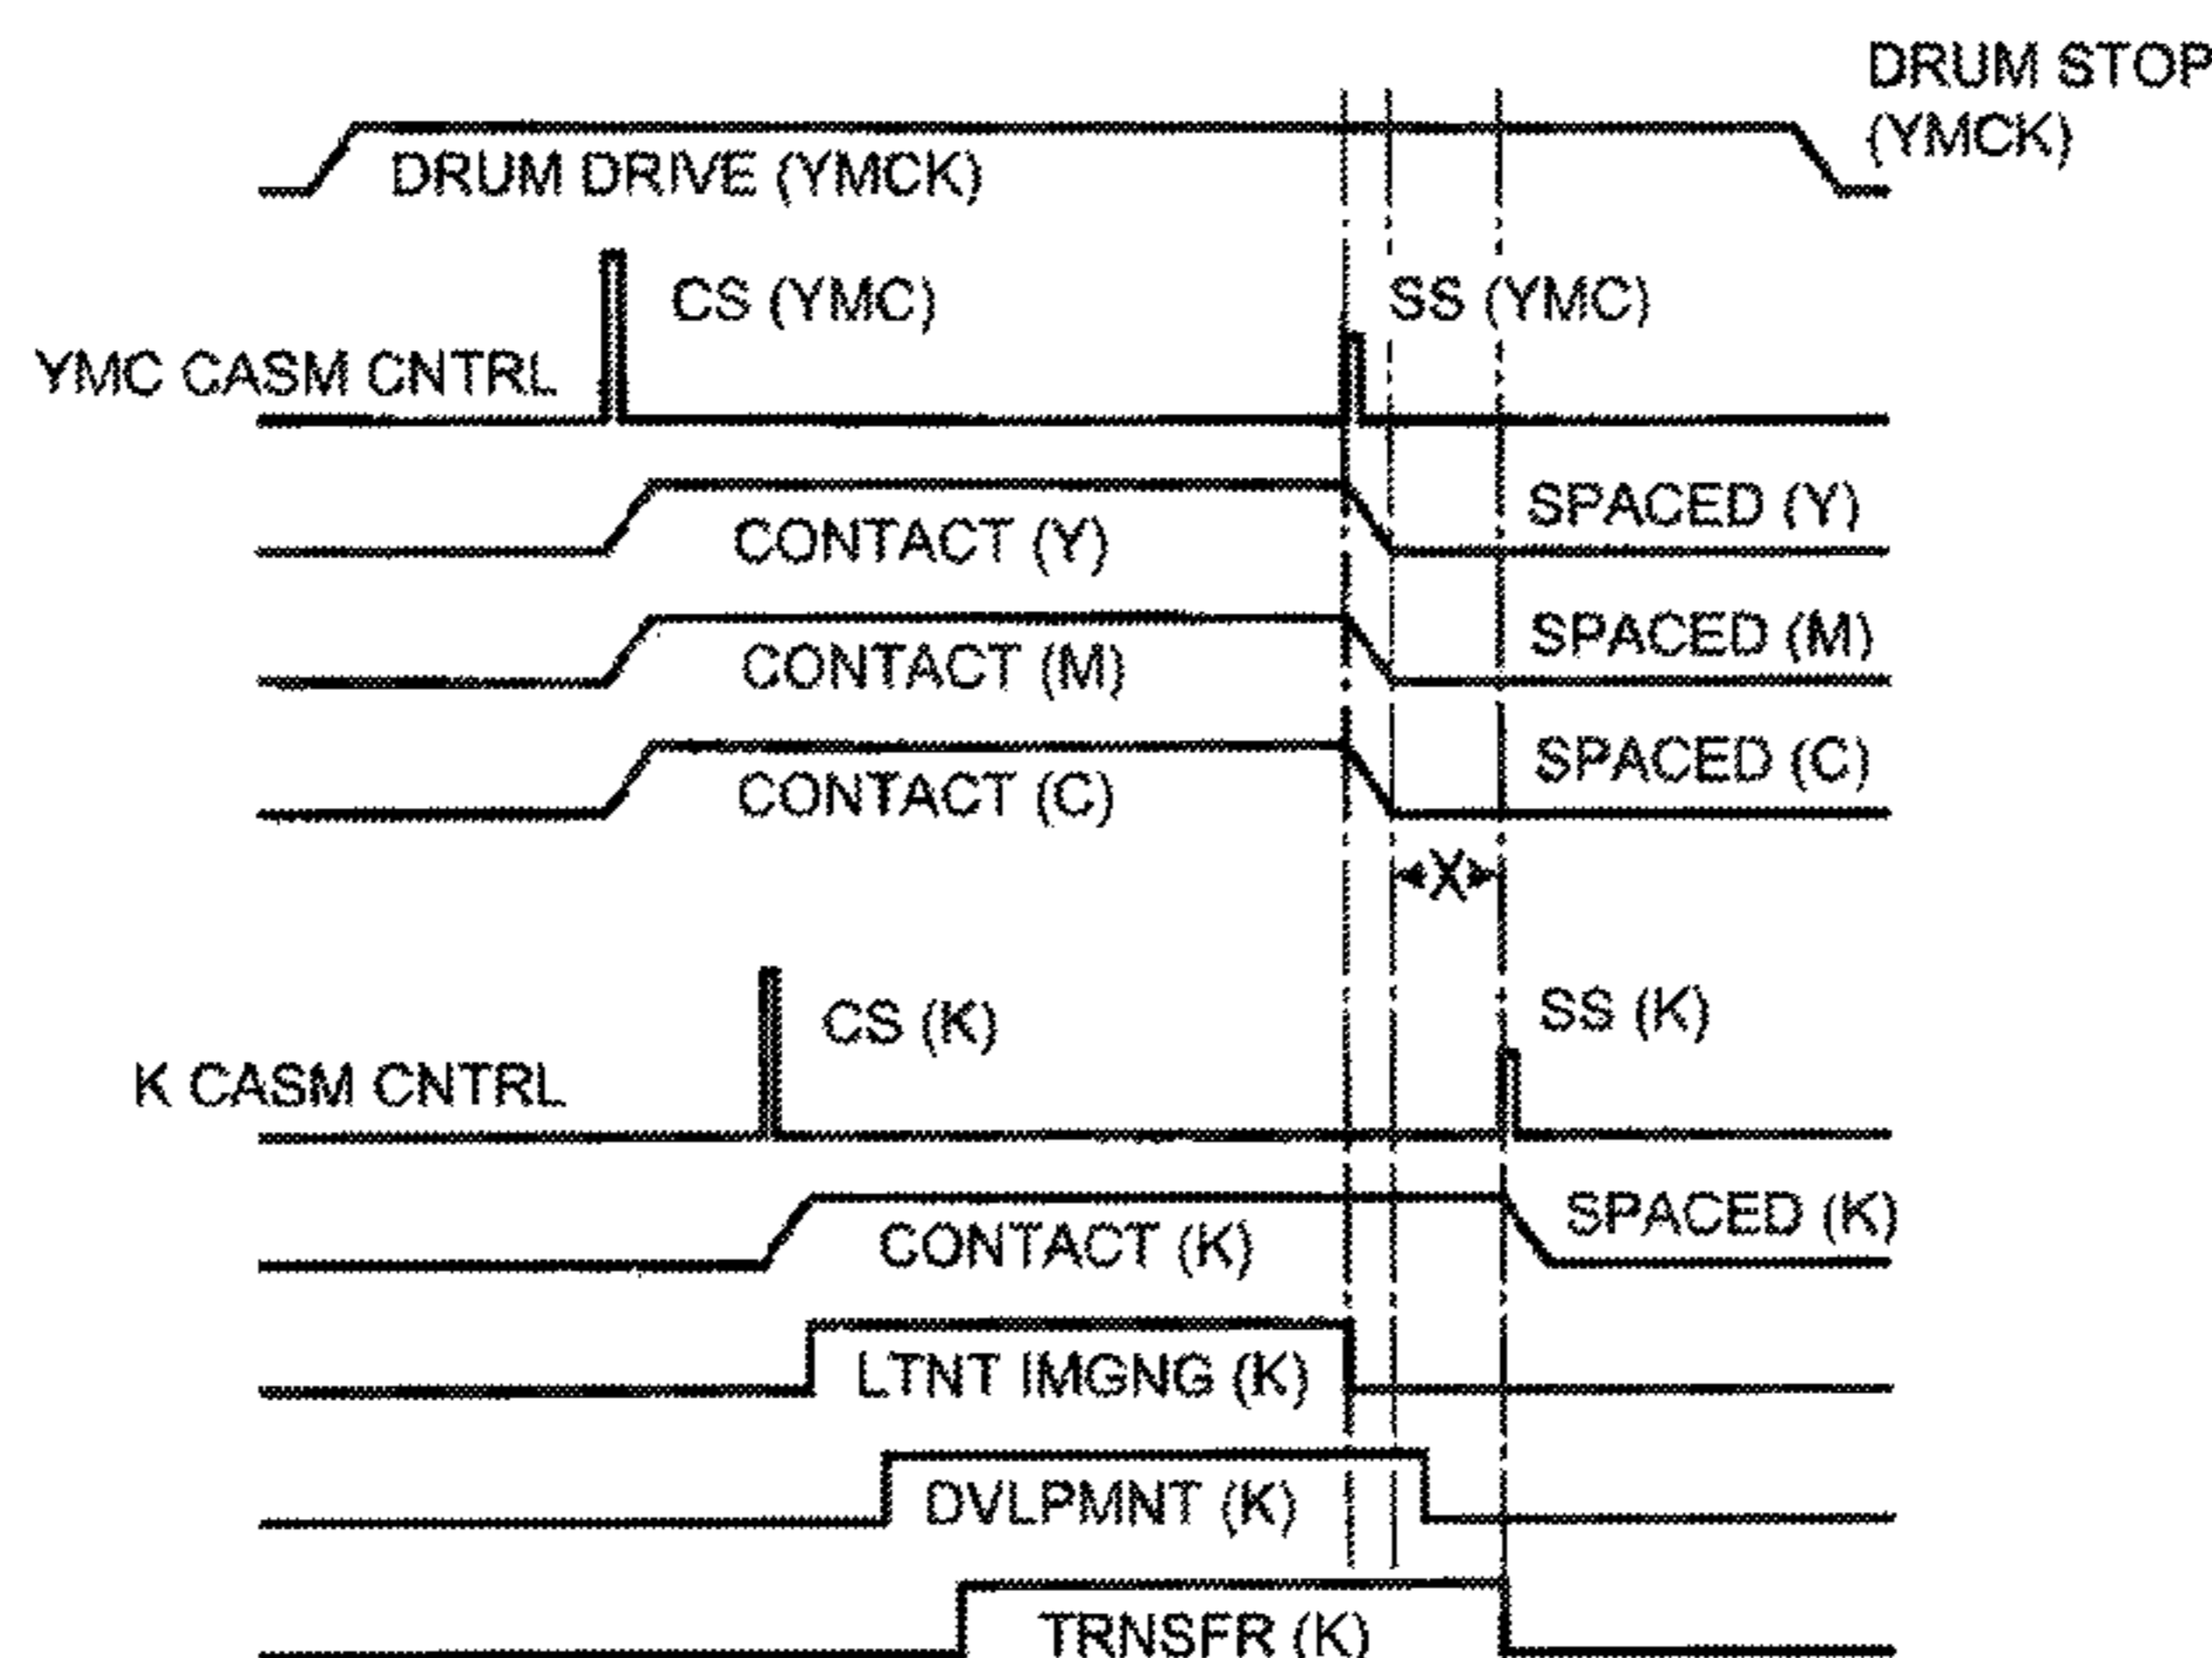 DRUM STOP
(YMCK)
DRUM DRIVE (YMCK)
CS (YMC)
SS (YMC)
YMC CASM CNTRL
SPACED (Y)
CONTACT (Y)
SPACED (M)
CONTACT (M)
SPACED (C)
CONTACT (C)
X
CS (K)
SS (K)
K CASM CNTRL
SPACED (K)
CONTACT (K)
LTNT IMGNG (K)
DVLPMNT (K)
TRNSFR (K)